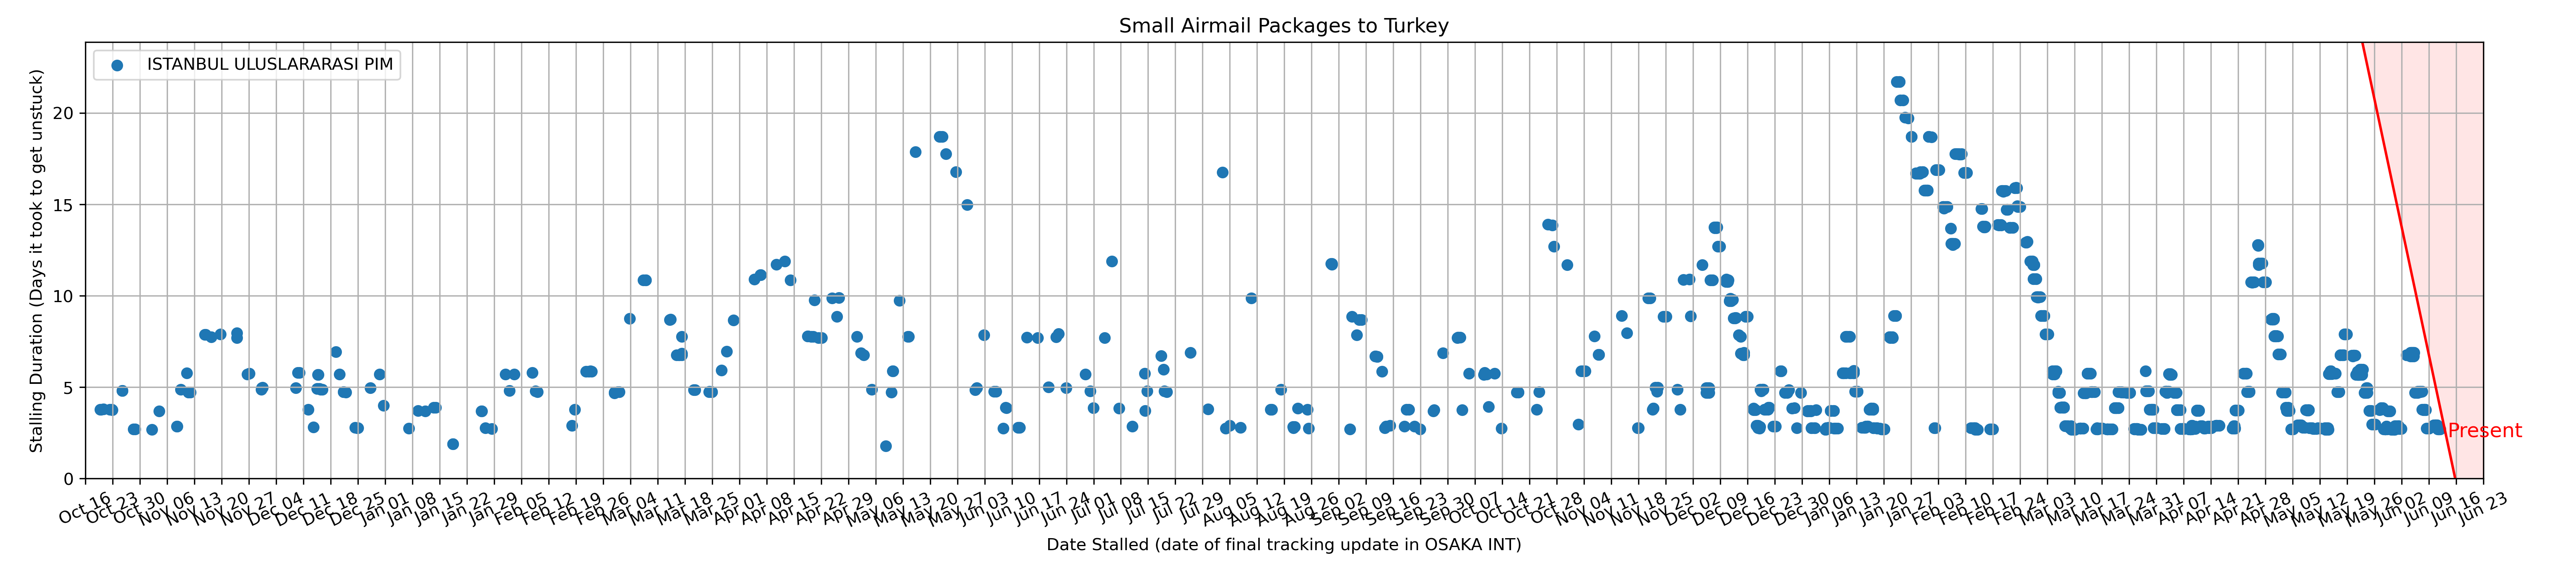 Small Airmail Packages to Turkey
ISTANBUL ULUSLARARASI PIM
Stalling Duration (Days it took to get unstuck)
20
15
10
5
0
Present
Oct 16
Oct 23
Oct 30
Nov 06
Nov 13
Nov 20
Nov 27
Dec 04
Dec 11
Dec 18
Dec 25
Jan 01
Jan 08
Jan 15
Jan 22
Jan 29
Feb 05
Feb 12
Feb 19
Feb 26
Mar 04
Mar 11
Mar 18
Mar 25
Apr 01
Apr 08
Apr 15
Apr 22
Apr 29
May 06
May 13
May 20
May 27
Jun 03
Jun 10
Jun 17
Jun 24
Jul 01
Jul 08
Jul 15
Jul 22
Jul 29
Aug 05
Aug 12
Aug 19
Aug 26
Sep 02
Sep 09
Sep 16
Sep 23
Sep 30
Oct 07
Oct 14
Oct 21
Oct 28
Nov 04
Nov 11
Nov 18
Nov 25
Dec 02
Dec 09
Dec 16
Dec 23
Dec 30
Jan 06
Jan 13
Jan 20
Jan 27
Feb 03
Feb 10
Feb 17
Feb 24
Mar 03
Mar 10
Mar 17
Mar 24
Mar 31
Apr 07
Apr 14
Apr 21
Apr 28
May 05
May 12
May 19
May 26
Jun 02
Jun 09
Jun 16
Jun 23
Date Stalled (date of final tracking update in OSAKA INT)